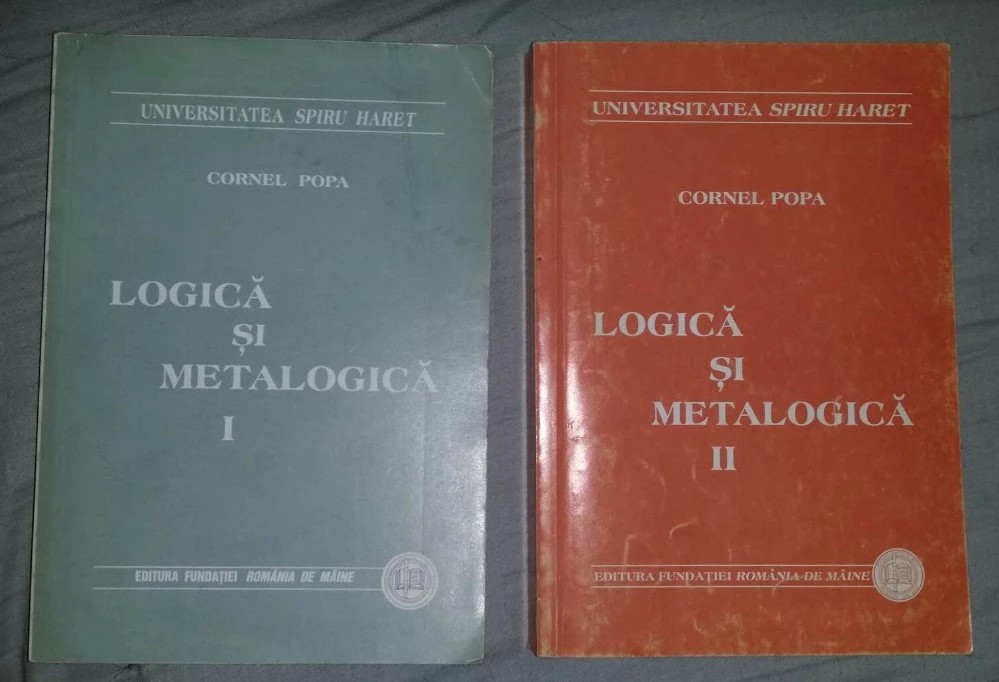 UNIVERSITATEA SPIRU HARET
CORNEL POPA
LOGICĂ
ȘI
METALOGICĂ
I
EDITURA FUNDAȚIEI ROMÂNIA DE MÂINE
UNIVERSITATEA SPIRU HARET
CORNEL POPA
LOGICĂ
ȘI
METALOGICĂ
II
EDITURA FUNDAȚIEI ROMÂNIA DE MÂINE